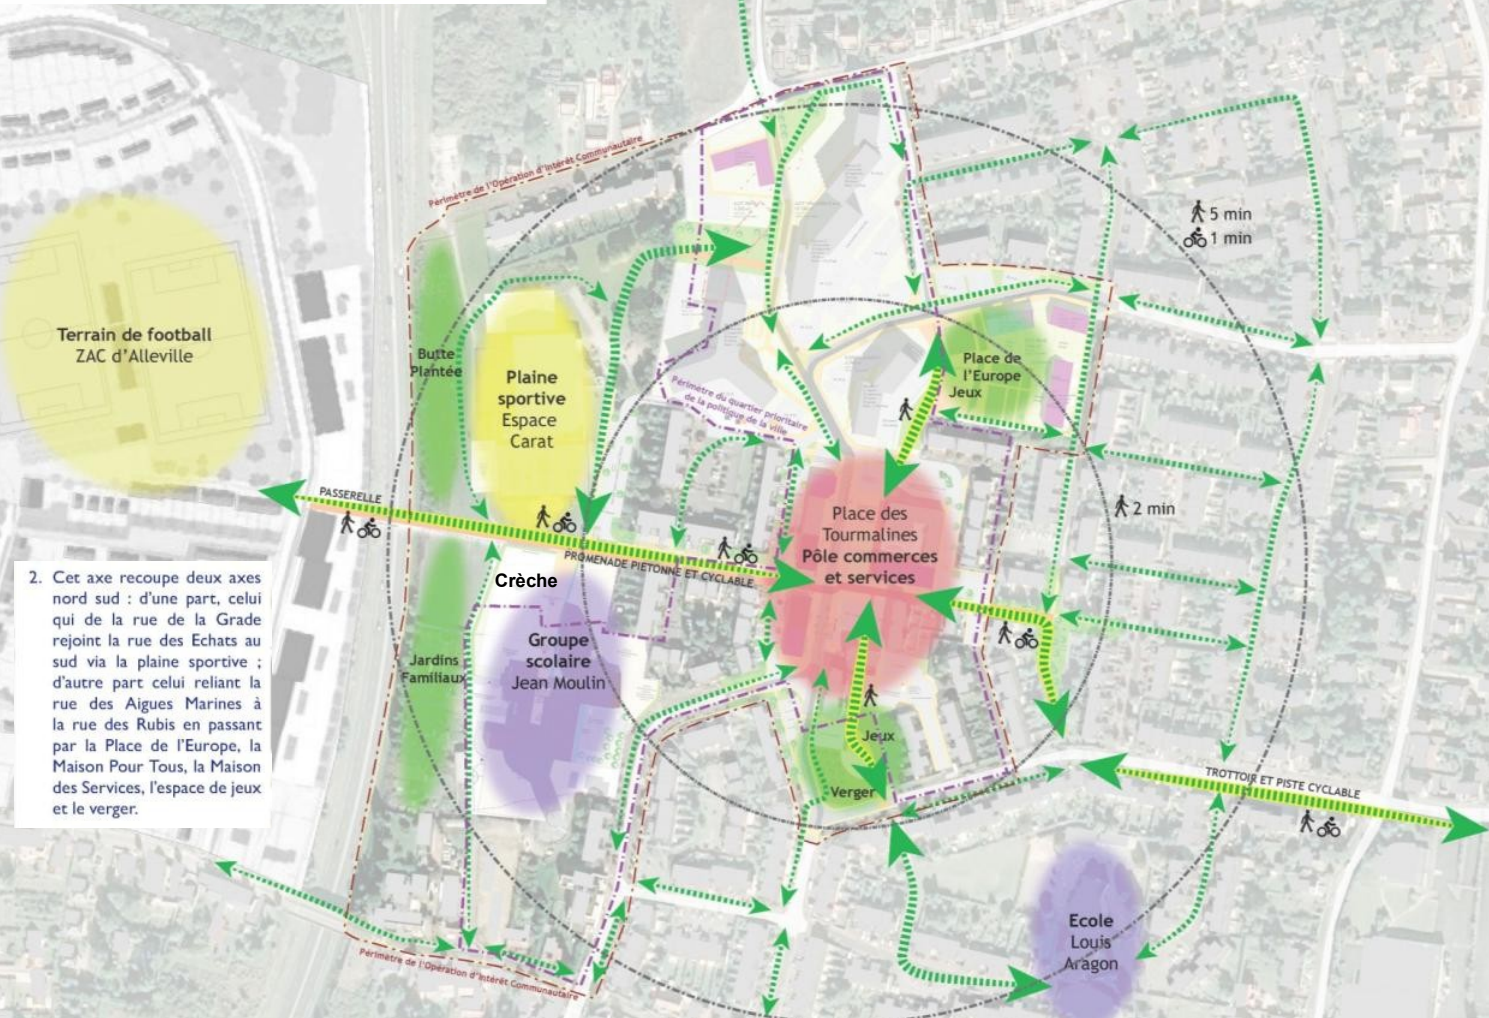 Périmètre de l'Opération d'Intérêt Communautaire
5 min
1 min
Terrain de football
ZAC d'Alleville
Butte
Plantée
Plaine
sportive
Espace
Carat
Périmètre du quartier prioritaire
de la politique de la ville
Place de
l'Europe
Jeux
2 min
PASSERELLE
Place des
Tourmalines
Pôle commerces
et services
PROMENADE PIETONNE ET CYCLABLE
Crèche
2. Cet axe recoupe deux axes
nord sud : d'une part, celui
qui de la rue de la Grade
rejoint la rue des Echats au
sud via la plaine sportive ;
d'autre part celui reliant la
rue des Aigues Marines à
la rue des Rubis en passant
par la Place de l'Europe, la
Maison Pour Tous, la Maison
des Services, l'espace de jeux
et le verger.
Jardins
Familiaux
Groupe
scolaire
Jean Moulin
Jeux
Verger
TROTTOIR ET PISTE CYCLABLE
Ecole
Louis
Aragon
Périmètre de l'Opération d'Intérêt Communautaire